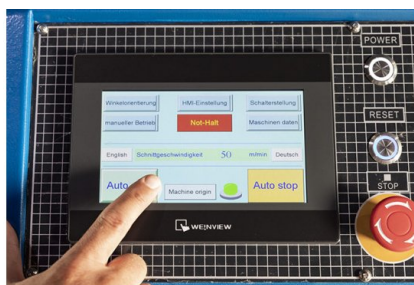 POWER
Winkelorientierung HMI-Einstellung Schalterstellung
manueller Betrieb Not-Halt Maschinen daten
RESET
English Schnittgeschwindigkeit 50 m/min Deutsch
Auto Machine origin Auto stop
STOP
WEINVIEW